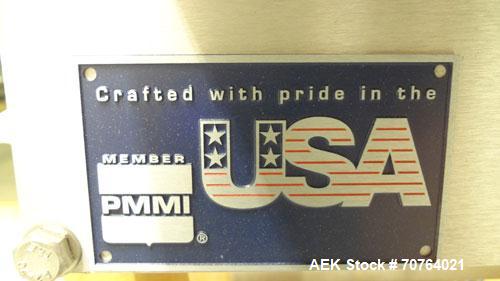 Crafted with pride in the
USA
MEMBER
PMMI
®
AEK Stock # 70764021